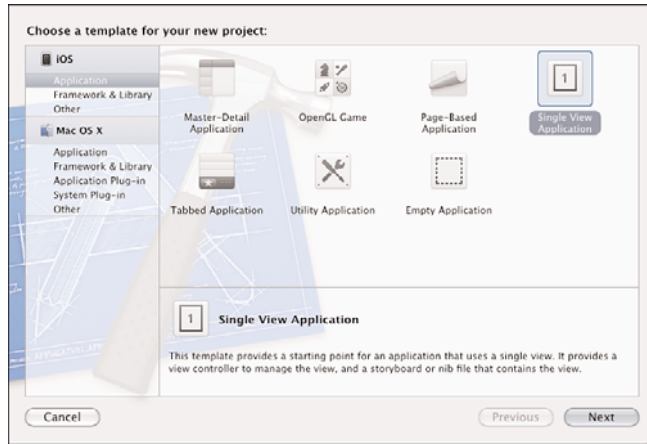 Choose a template for your new project:
iOS
Application
Framework & Library
Other
Mac OS X
Application
Framework & Library
Application Plug-in
System Plug-in
Other
Master-Detail
Application
OpenGL Game
Page-Based
Application
1
Single View
Application
Tabbed Application
Utility Application
Empty Application
1
Single View Application
This template provides a starting point for an application that uses a single view. It provides a
view controller to manage the view, and a storyboard or nib file that contains the view.
Cancel
Previous
Next